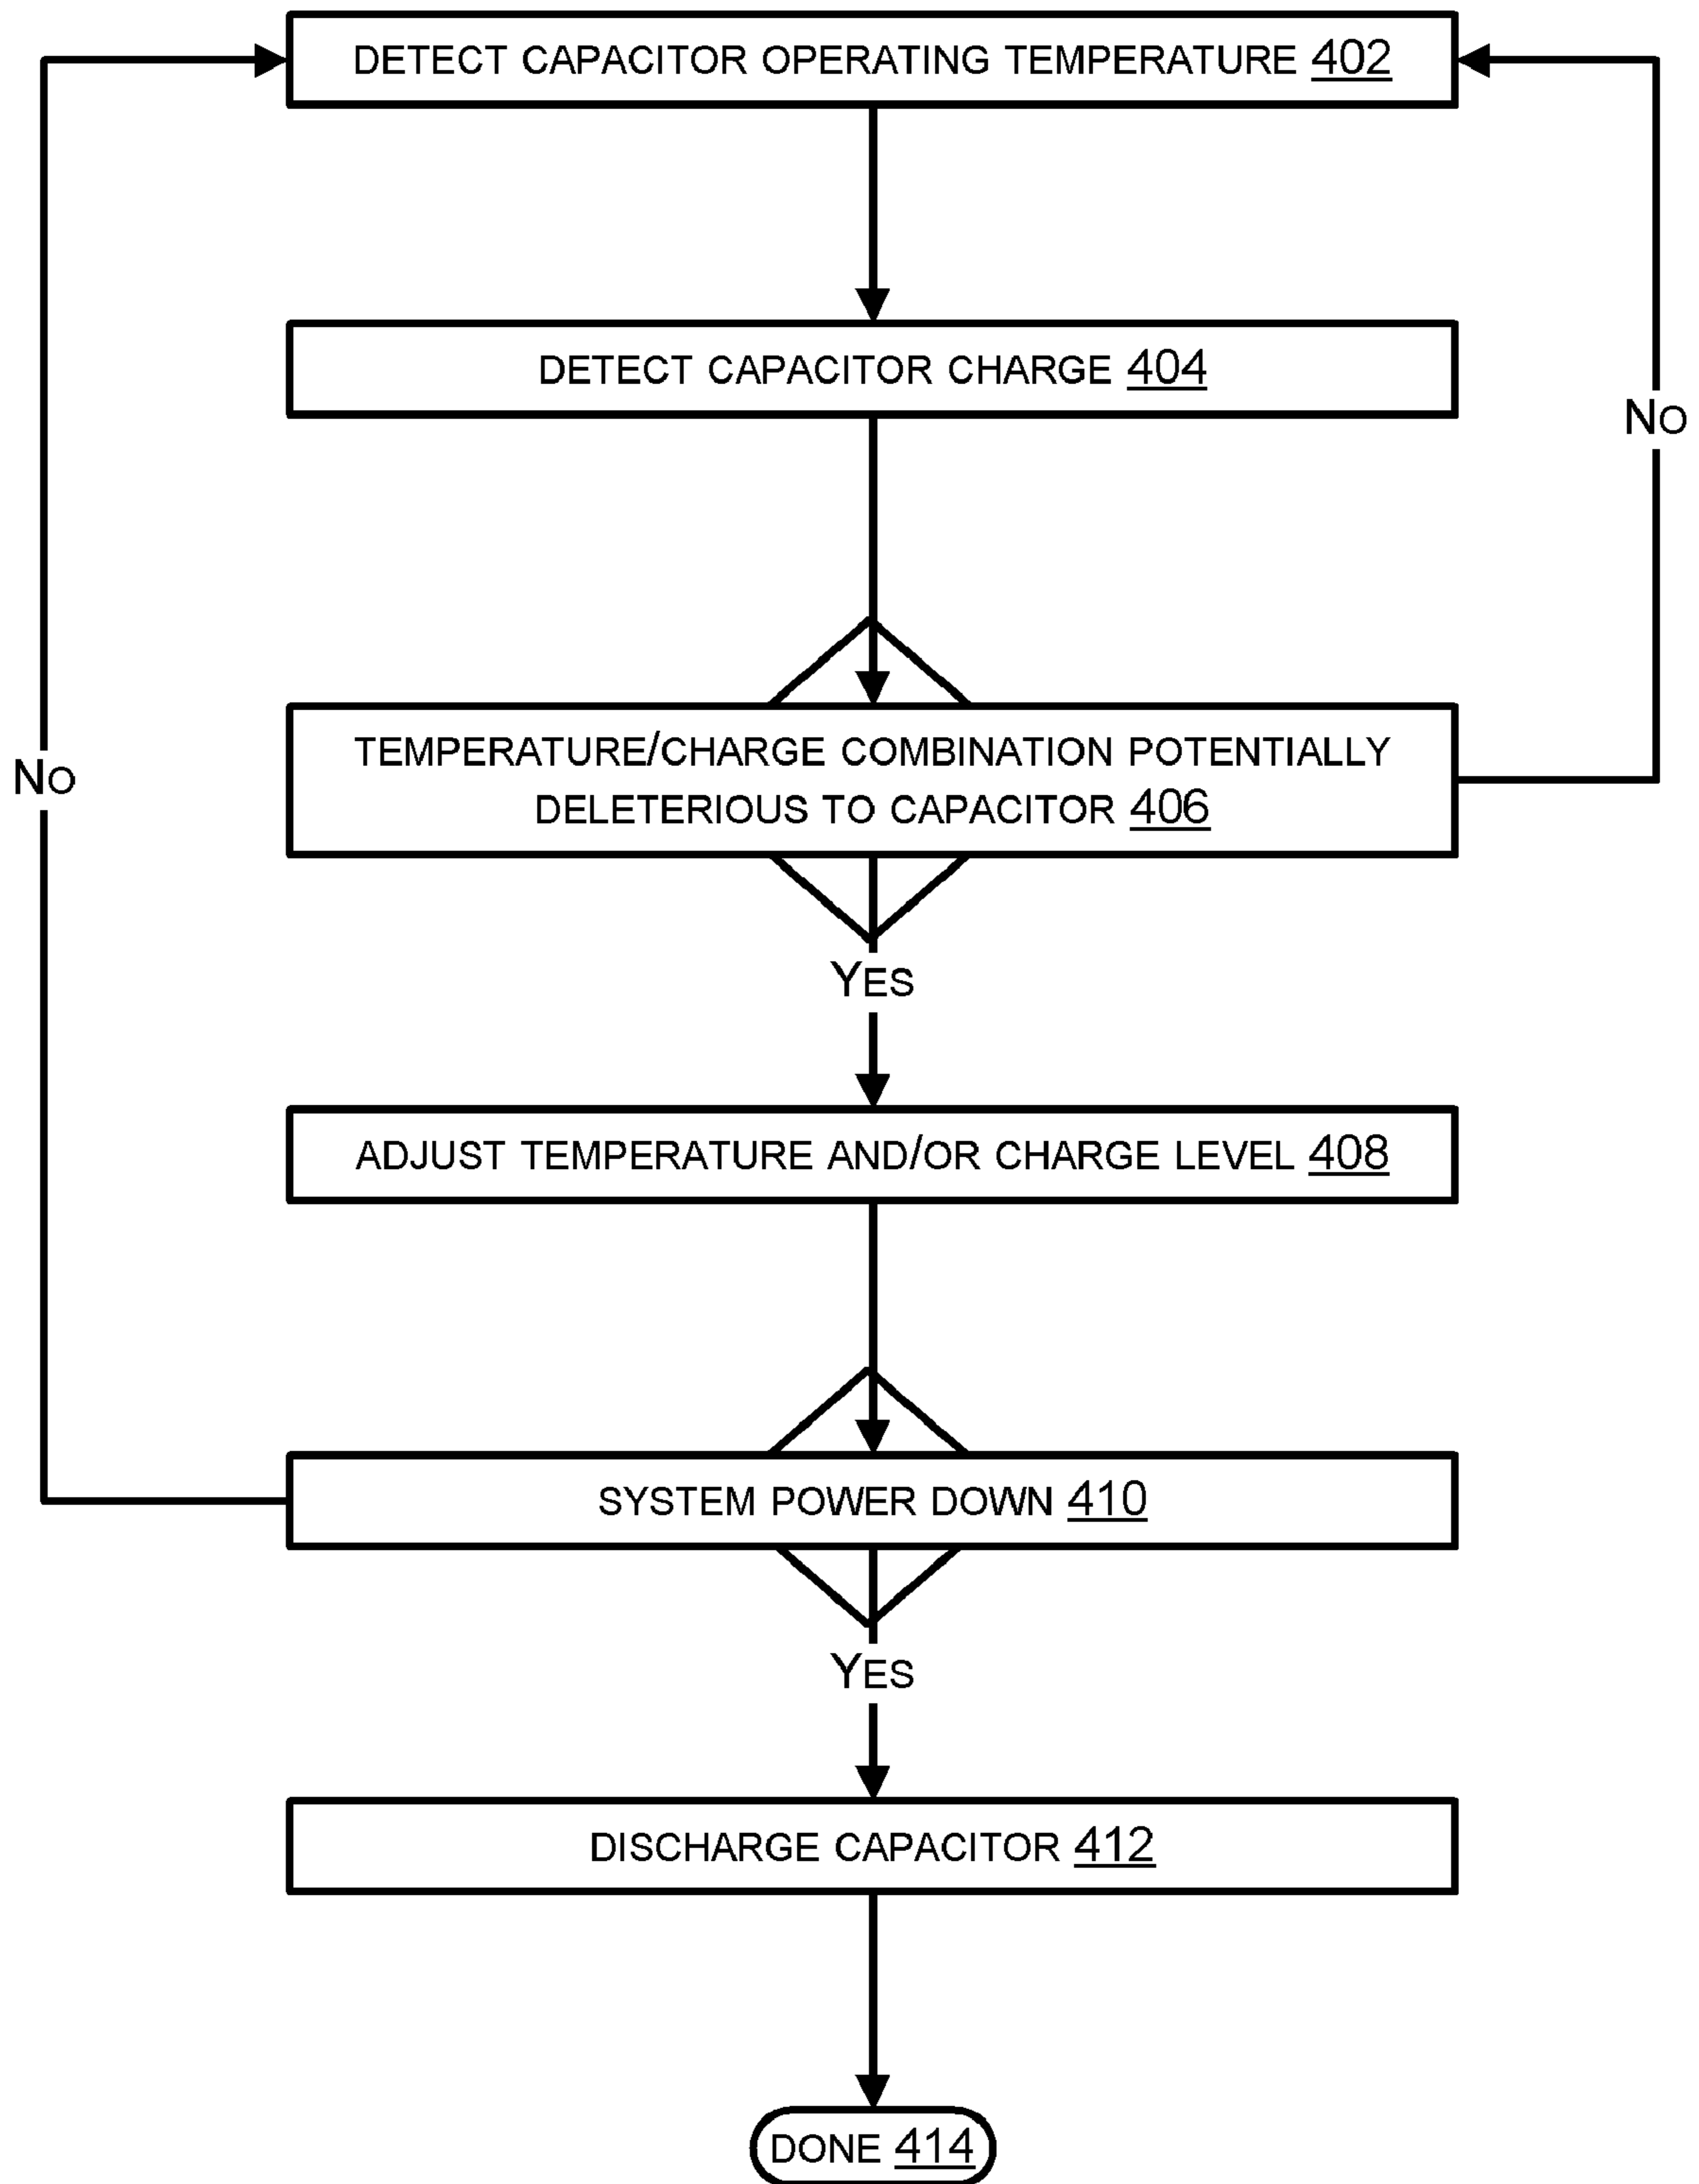 DETECT CAPACITOR OPERATING TEMPERATURE 402
DETECT CAPACITOR CHARGE 404
NO
TEMPERATURE/CHARGE COMBINATION POTENTIALLY
DELETERIOUS TO CAPACITOR 406
NO
YES
ADJUST TEMPERATURE AND/OR CHARGE LEVEL 408
SYSTEM POWER DOWN 410
YES
DISCHARGE CAPACITOR 412
DONE 414